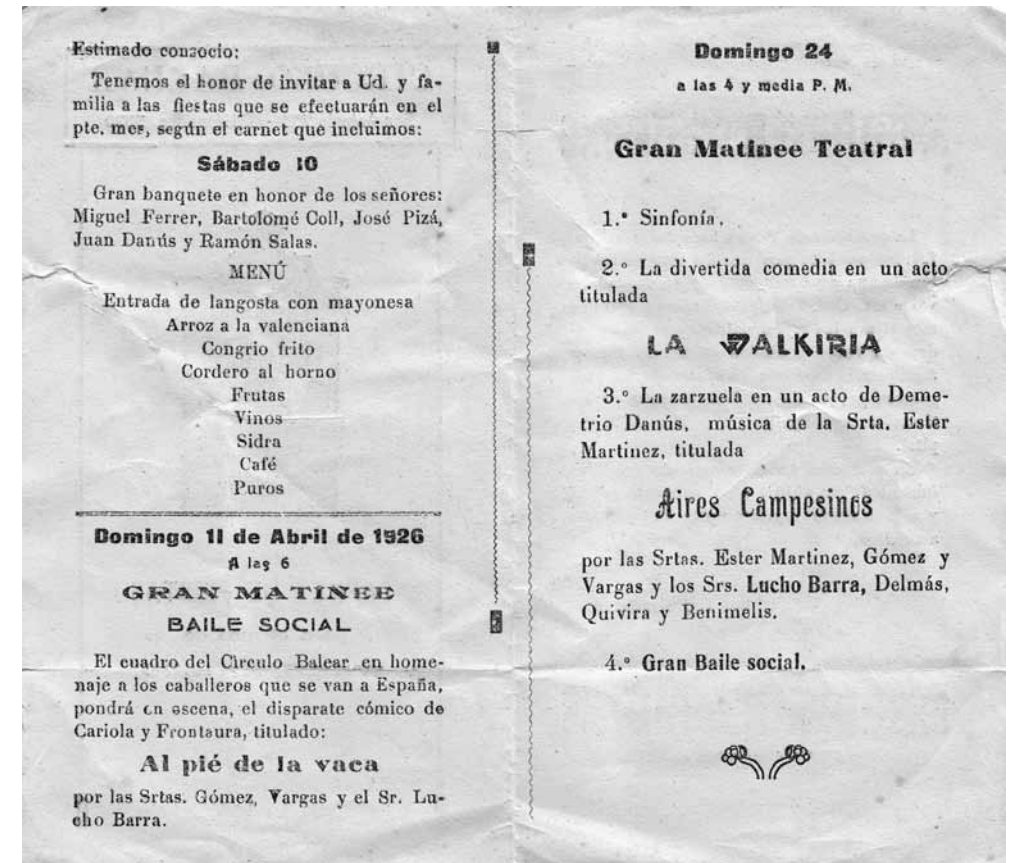 Estimado consocio:
Tenemos el honor de invitar a Ud. y fa-
milia a las fiestas que se efectuarán en el
pte. mes, según el carnet que incluimos:
Sábado 10
Gran banquete en honor de los señores:
Miguel Ferrer, Bartolomé Coll, José Pizá,
Juan Danús y Ramón Salas.
MENÚ
Entrada de langosta con mayonesa
Arroz a la valenciana
Congrio frito
Cordero al horno
Frutas
Vinos
Sidra
Café
Puros
Domingo 11 de Abril de 1926
A las 6
GRAN MATINEE
BAILE SOCIAL
El cuadro del Circulo Balear en home-
naje a los caballeros que se van a España,
pondrá en escena, el disparate cómico de
Cariola y Frontaura, titulado:
Al pié de la vaca
por las Srtas. Gómez, Vargas y el Sr. Lu-
cho Barra.
Domingo 24
a las 4 y media P. M.
Gran Matinee Teatral
1.º Sinfonía.
2.º La divertida comedia en un acto
titulada
LA WALKIRIA
3.º La zarzuela en un acto de Deme-
trio Danús, música de la Srta. Ester
Martinez, titulada
Aires Campesinos
por las Srtas. Ester Martinez, Gómez y
Vargas y los Srs. Lucho Barra, Delmás,
Quivira y Benimelis.
4.º Gran Baile social.